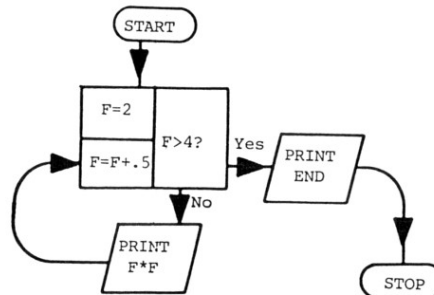 START
F=2
F>4?
F=F+.5
Yes
PRINT
END
No
PRINT
F*F
STOP